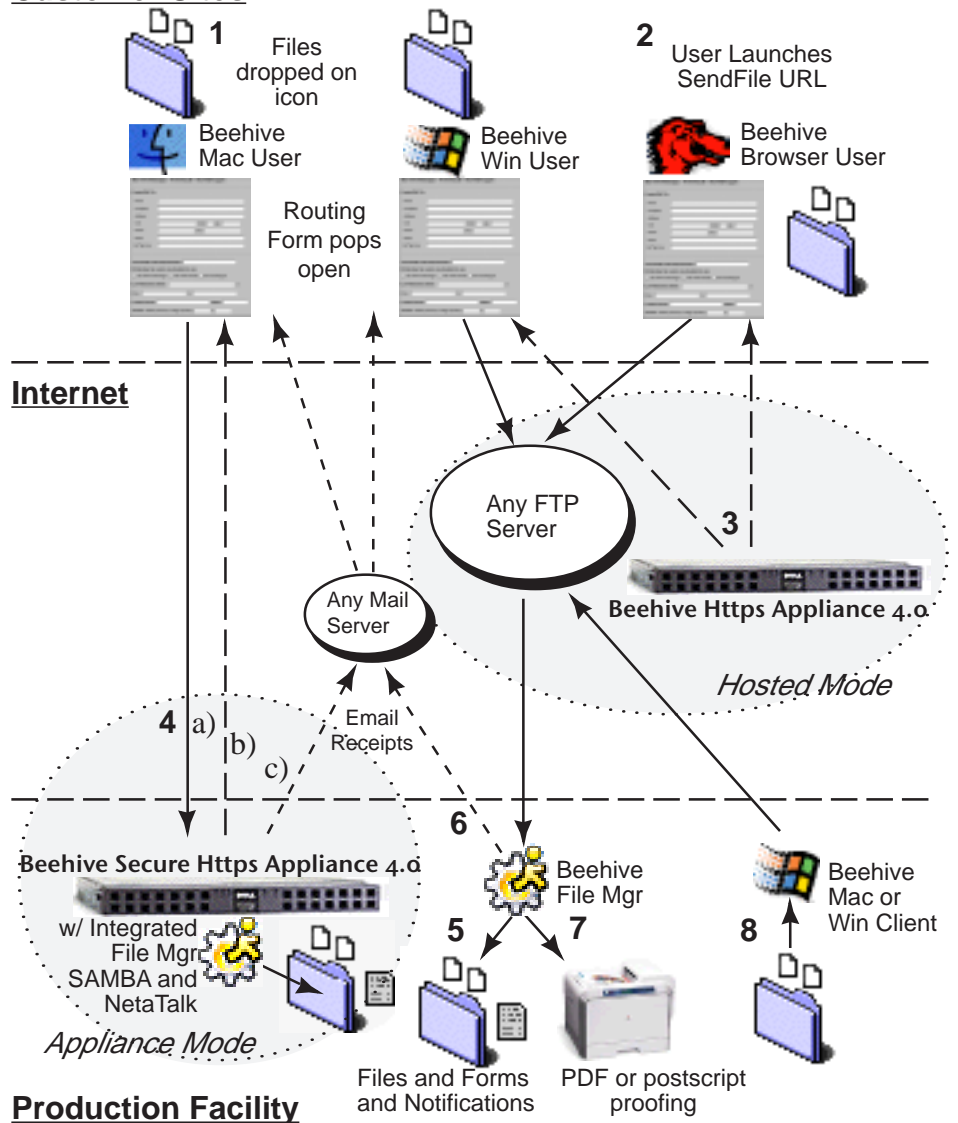 1
Files
dropped on
icon
2
User Launches
SendFile URL
Beehive
Mac User
Beehive
Win User
Beehive
Browser User
Routing
Form pops
open
Internet
Any FTP
Server
3
Beehive Https Appliance 4.0
Any Mail
Server
Hosted Mode
4 a)
b)
c)
Email
Receipts
6
Beehive Secure Https Appliance 4.0
w/ Integrated
File Mgr
SAMBA and
NetaTalk
Appliance Mode
Beehive
File Mgr
5
7
Beehive
Mac or
Win Client
8
Files and Forms
and Notifications
PDF or postscript
proofing
Production Facility